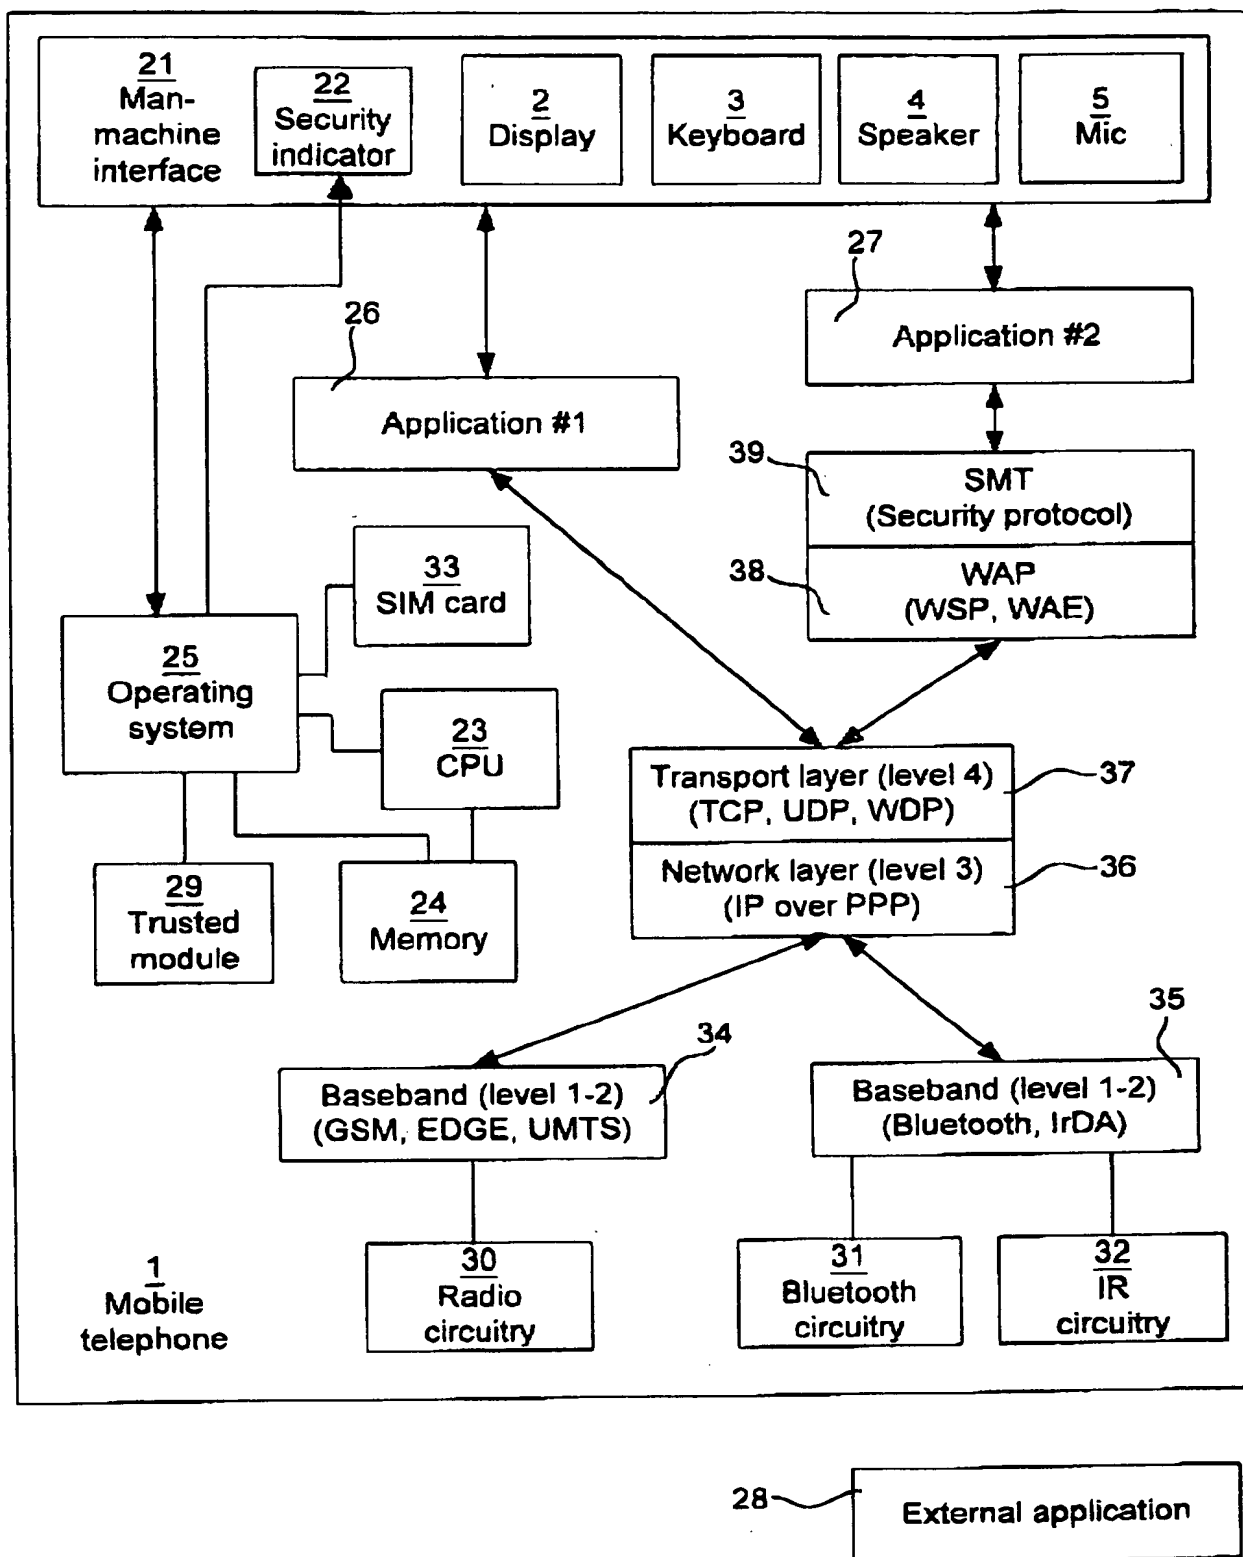 21
Man-
machine
interface
22
Security
indicator
2
Display
3
Keyboard
4
Speaker
5
Mic
26
27
Application #2
Application #1
39
SMT
(Security protocol)
38
WAP
(WSP, WAE)
33
SIM card
25
Operating
system
23
CPU
Transport layer (level 4)
(TCP, UDP, WDP)
37
Network layer (level 3)
(IP over PPP)
36
29
Trusted
module
24
Memory
34
35
Baseband (level 1-2)
(GSM, EDGE, UMTS)
Baseband (level 1-2)
(Bluetooth, IrDA)
1
Mobile
telephone
30
Radio
circuitry
31
Bluetooth
circuitry
32
IR
circuitry
28
External application